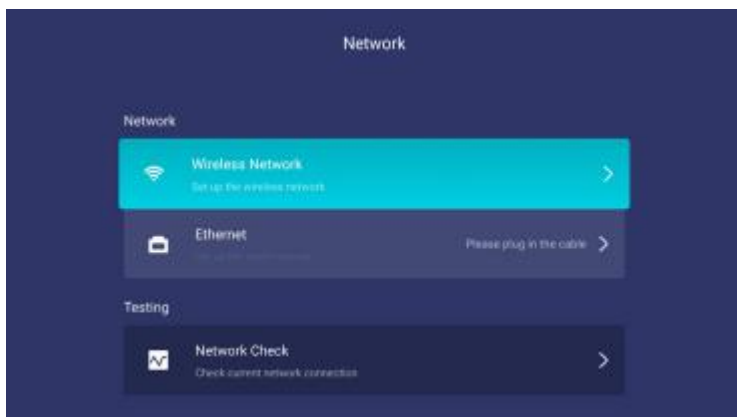 Network
Network
Wireless Network
Set up the wireless network
Ethernet
Please plug in the cable
Testing
Network Check
Check current network connection